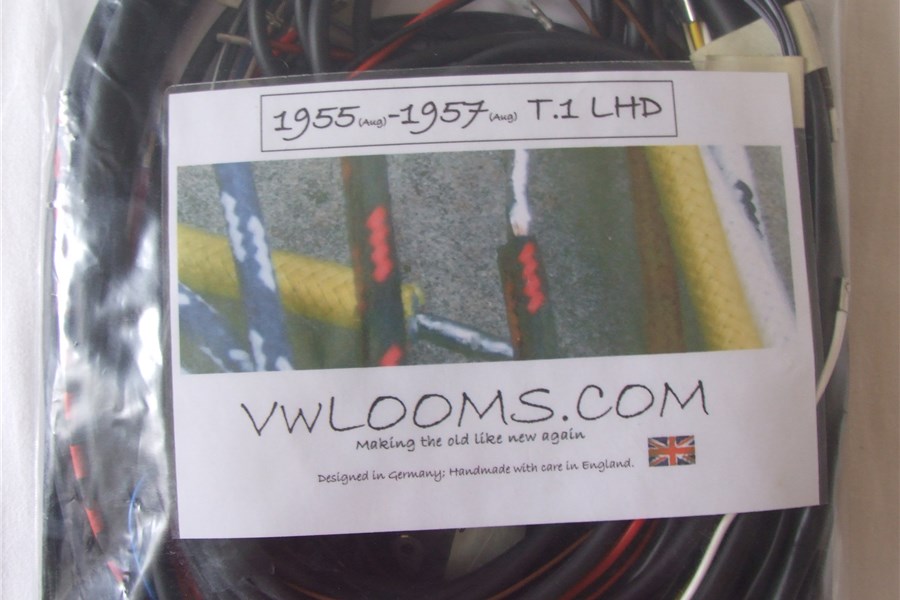 1955(Aug)-1957(Aug) T.1 LHD
VWLOOMS.COM
Making the old like new again
Designed in Germany; Handmade with care in England.